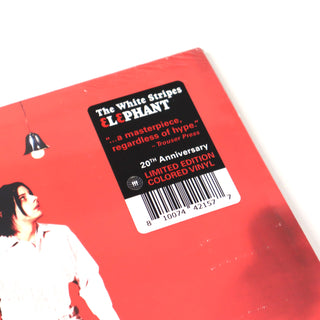 The White Stripes
ELEPHANT
"...a masterpiece,
regardless of hype."
– Trouser Press
20TH Anniversary
LIMITED EDITION
COLORED VINYL
8 10074 42157 7